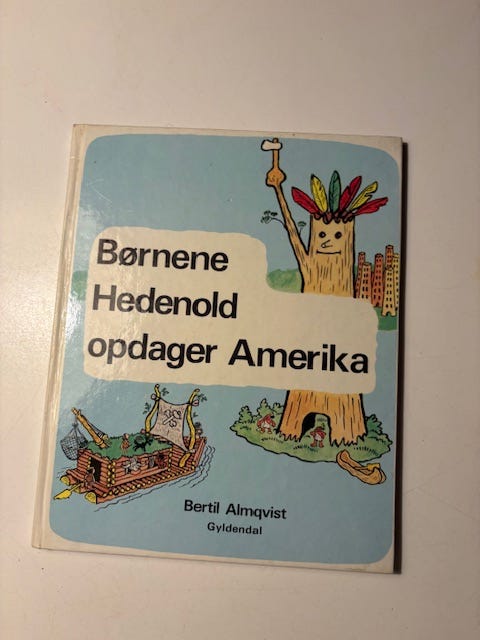 Børnene
Hedenold
opdager Amerika
Bertil Almqvist
Gyldendal